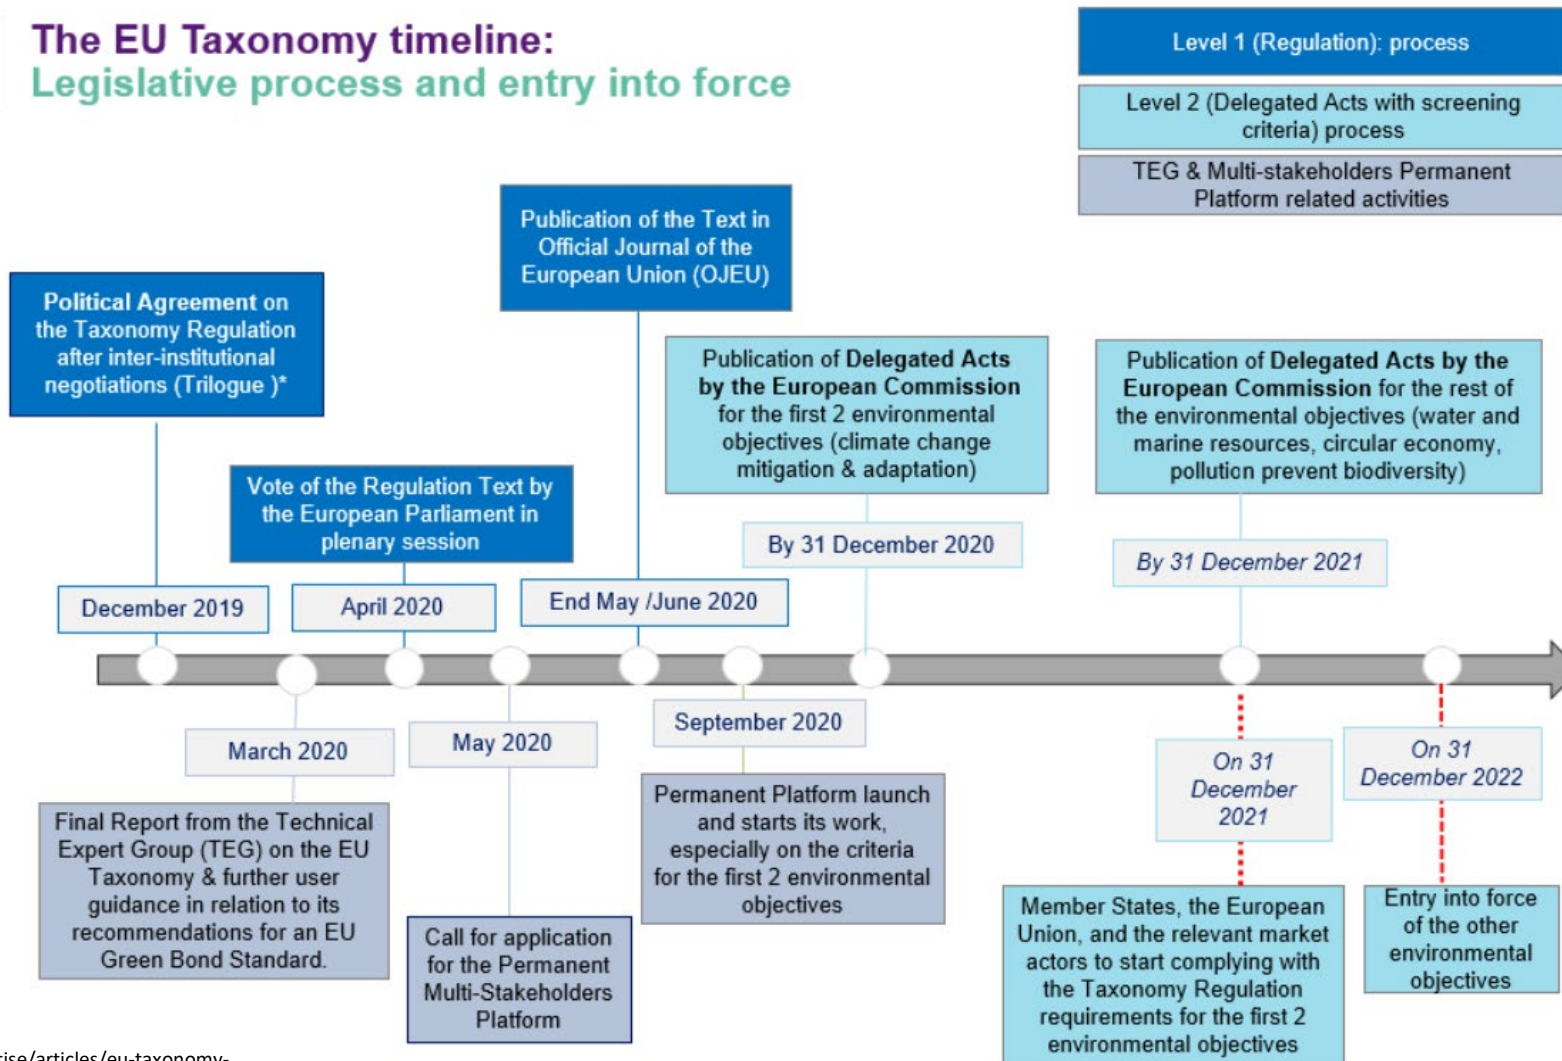 The EU Taxonomy timeline:
Legislative process and entry into force
Level 1 (Regulation): process
Level 2 (Delegated Acts with screening
criteria) process
TEG & Multi-stakeholders Permanent
Platform related activities
Political Agreement on
the Taxonomy Regulation
after inter-institutional
negotiations (Trilogue )*
Vote of the Regulation Text by
the European Parliament in
plenary session
Publication of the Text in
Official Journal of the
European Union (OJEU)
Publication of Delegated Acts
by the European Commission
for the first 2 environmental
objectives (climate change
mitigation & adaptation)
Publication of Delegated Acts by the
European Commission for the rest of
the environmental objectives (water and
marine resources, circular economy,
pollution prevent biodiversity)
December 2019
April 2020
End May /June 2020
By 31 December 2020
By 31 December 2021
March 2020
May 2020
September 2020
On 31
December
2021
On 31
December 2022
Final Report from the Technical
Expert Group (TEG) on the EU
Taxonomy & further user
guidance in relation to its
recommendations for an EU
Green Bond Standard.
Call for application
for the Permanent
Multi-Stakeholders
Platform
Permanent Platform launch
and starts its work,
especially on the criteria
for the first 2 environmental
objectives
Member States, the European
Union, and the relevant market
actors to start complying with
the Taxonomy Regulation
requirements for the first 2
environmental objectives
Entry into force
of the other
environmental
objectives